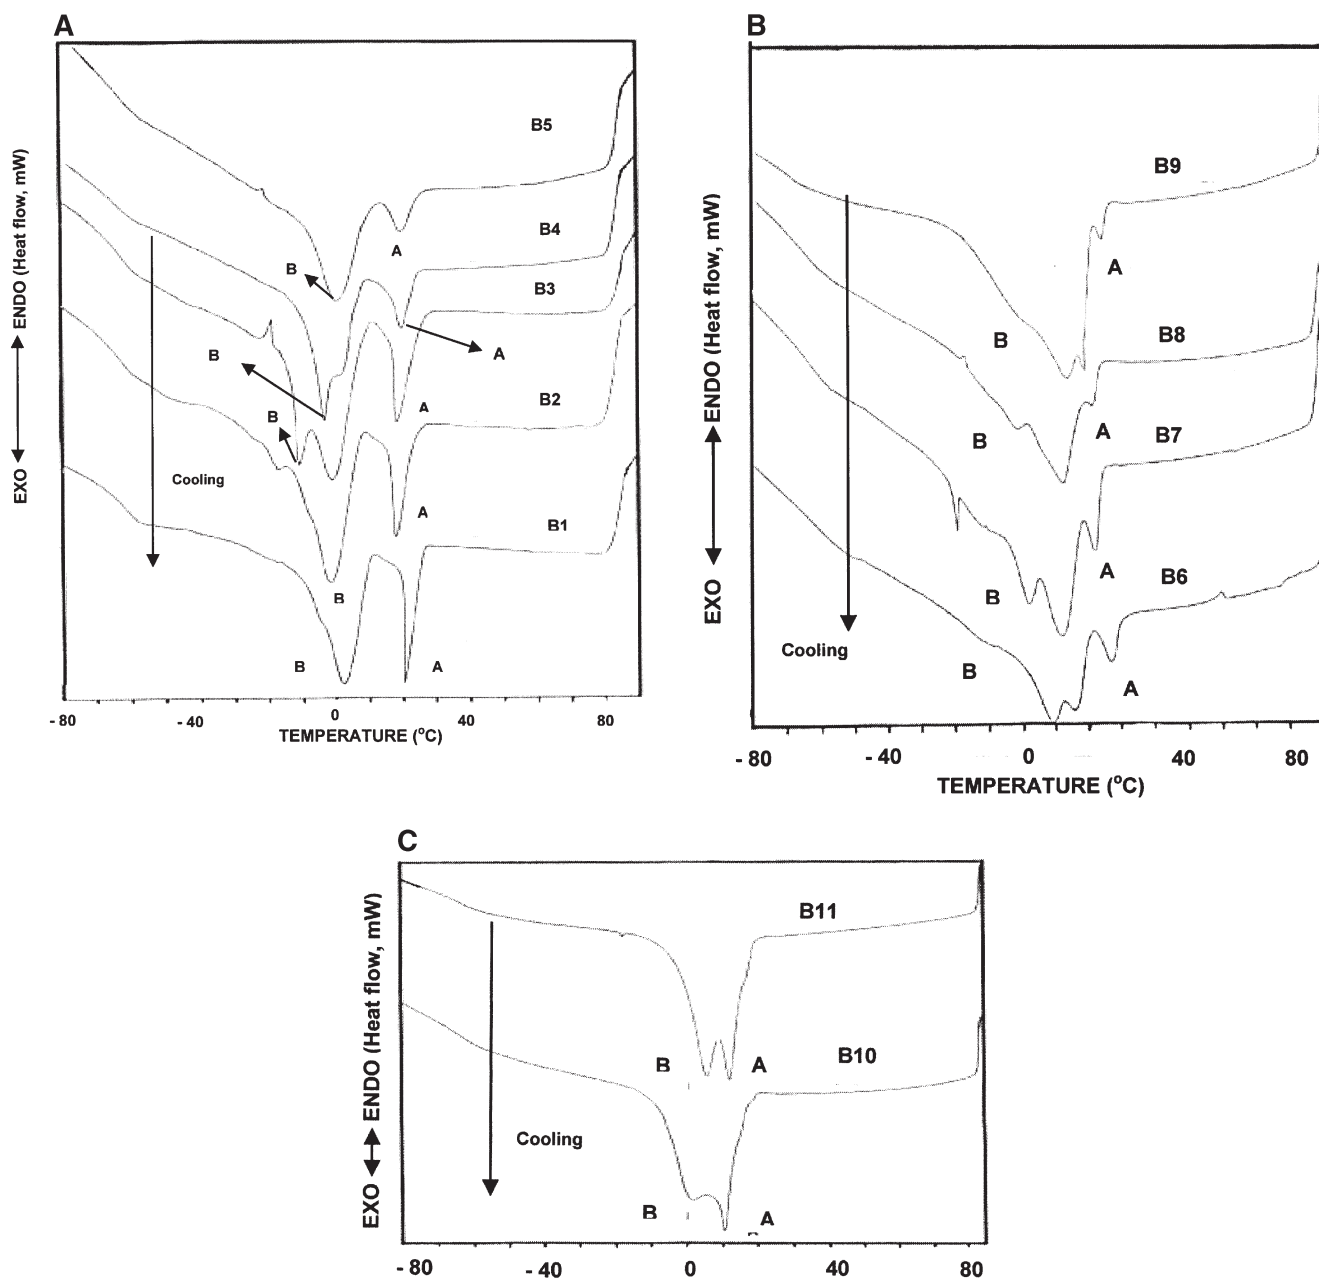 A
EXO ENDO (Heat flow, mW)
B5
B4
B3
B2
B1
B
A
A
B
B
A
A
B
B
A
Cooling
- 80 - 40 0 40 80
TEMPERATURE (°C)
B
EXO ENDO (Heat flow, mW)
B9
A
B
B8
B
A
B7
B
A
B6
B
A
Cooling
- 80 - 40 0 40 80
TEMPERATURE (°C)
C
EXO ENDO (Heat flow, mW)
B11
B A
B10
Cooling
B A
- 80 - 40 0 40 80